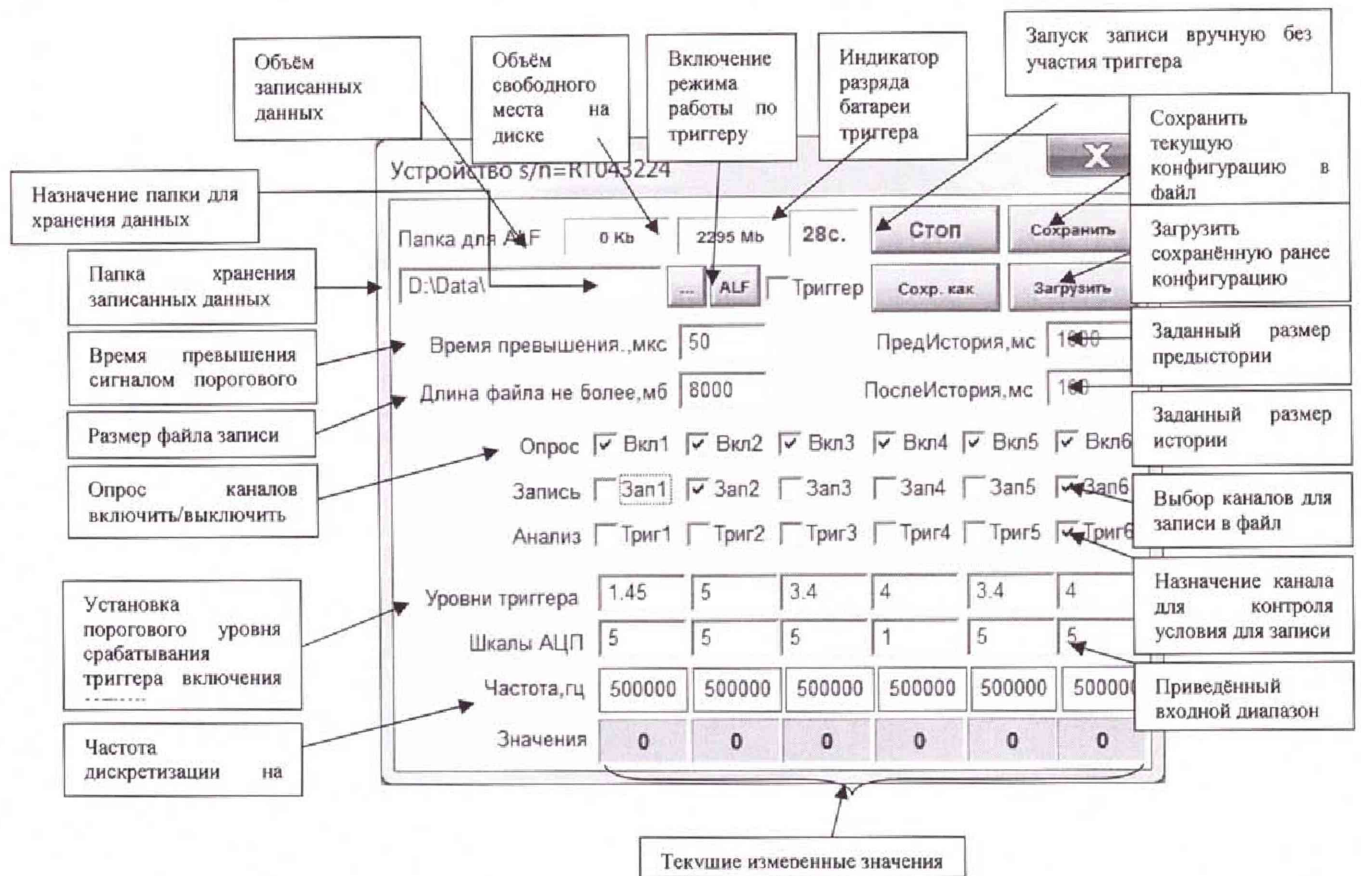 Объём
записанных
данных
Объём
свободного
места на
диске
Включение
режима
работы по
триггеру
Индикатор
разряда
батареи
триггера
Запуск записи вручную без
участия триггера
Сохранить
текущую
конфигурацию в
файл
Назначение папки для
хранения данных
Папка хранения
записанных данных
Время превышения
сигналом порогового
Размер файла записи
Опрос каналов
включить/выключить
Установка
порогового уровня
срабатывания
триггера включения
Частота
дискретизации на
Устройство s/n=RT043224
X
Папка для ALF 0 Kb 2295 Mb 28с. Стоп Сохранить
D:\Data\ ... ALF Триггер Сохр. как Загрузить
Время превышения.,мкс 50 ПредИстория,мс 1000
Длина файла не более,мб 8000 ПослеИстория,мс 100
Опрос Вкл1 Вкл2 Вкл3 Вкл4 Вкл5 Вкл6
Запись Зап1 Зап2 Зап3 Зап4 Зап5 Зап6
Анализ Триг1 Триг2 Триг3 Триг4 Триг5 Триг6
Уровни триггера 1.45 5 3.4 4 3.4 4
Шкалы АЦП 5 5 5 1 5 5
Частота,гц 500000 500000 500000 500000 500000 50000
Значения 0 0 0 0 0 0
Загрузить
сохранённую ранее
конфигурацию
Заданный размер
предыстории
Заданный размер
истории
Выбор каналов для
записи в файл
Назначение канала
для контроля
условия для записи
Приведённый
входной диапазон
Текущие измеренные значения